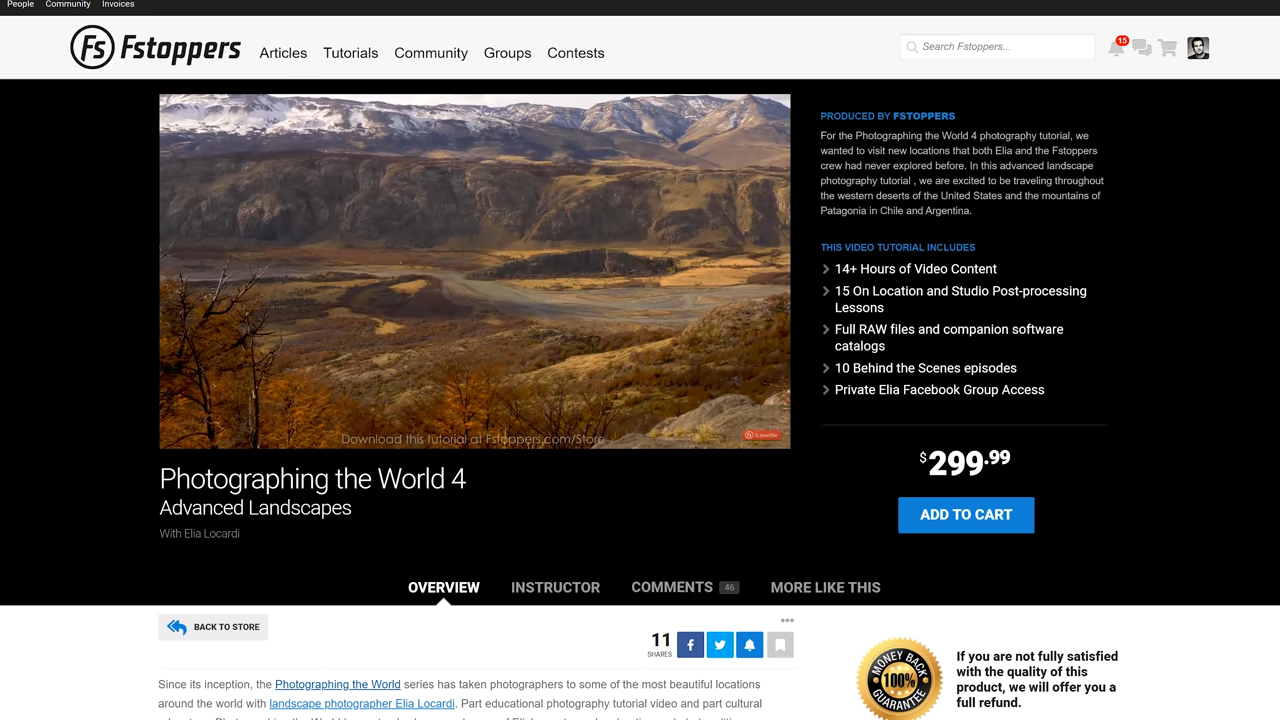 People Community Invoices
Fs Fstoppers Articles Tutorials Community Groups Contests
Search Fstoppers...
15
Download this tutorial at Fstoppers.com/Store
Subscribe
Photographing the World 4
Advanced Landscapes
With Elia Locardi
PRODUCED BY FSTOPPERS
For the Photographing the World 4 photography tutorial, we
wanted to visit new locations that both Elia and the Fstoppers
crew had never explored before. In this advanced landscape
photography tutorial , we are excited to be traveling throughout
the western deserts of the United States and the mountains of
Patagonia in Chile and Argentina.
THIS VIDEO TUTORIAL INCLUDES
14+ Hours of Video Content
15 On Location and Studio Post-processing
Lessons
Full RAW files and companion software
catalogs
10 Behind the Scenes episodes
Private Elia Facebook Group Access
$299.99
ADD TO CART
OVERVIEW INSTRUCTOR COMMENTS 46 MORE LIKE THIS
BACK TO STORE
11
SHARES
Since its inception, the Photographing the World series has taken photographers to some of the most beautiful locations
around the world with landscape photographer Elia Locardi. Part educational photography tutorial video and part cultural
MONEY BACK
100%
GUARANTEE
If you are not fully satisfied
with the quality of this
product, we will offer you a
full refund.